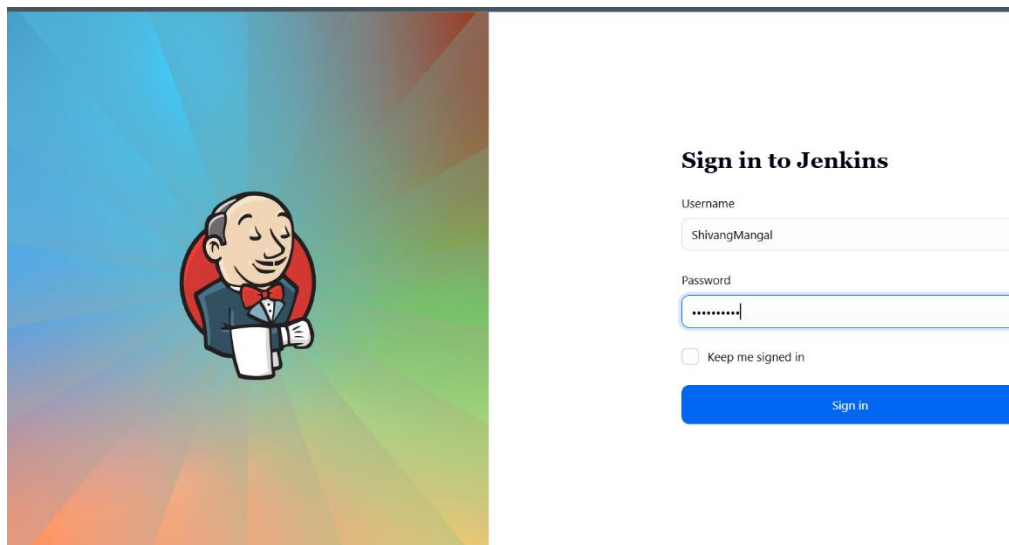 Sign in to Jenkins
Username
ShivangMangal
Password
••••••••••
Keep me signed in
Sign in